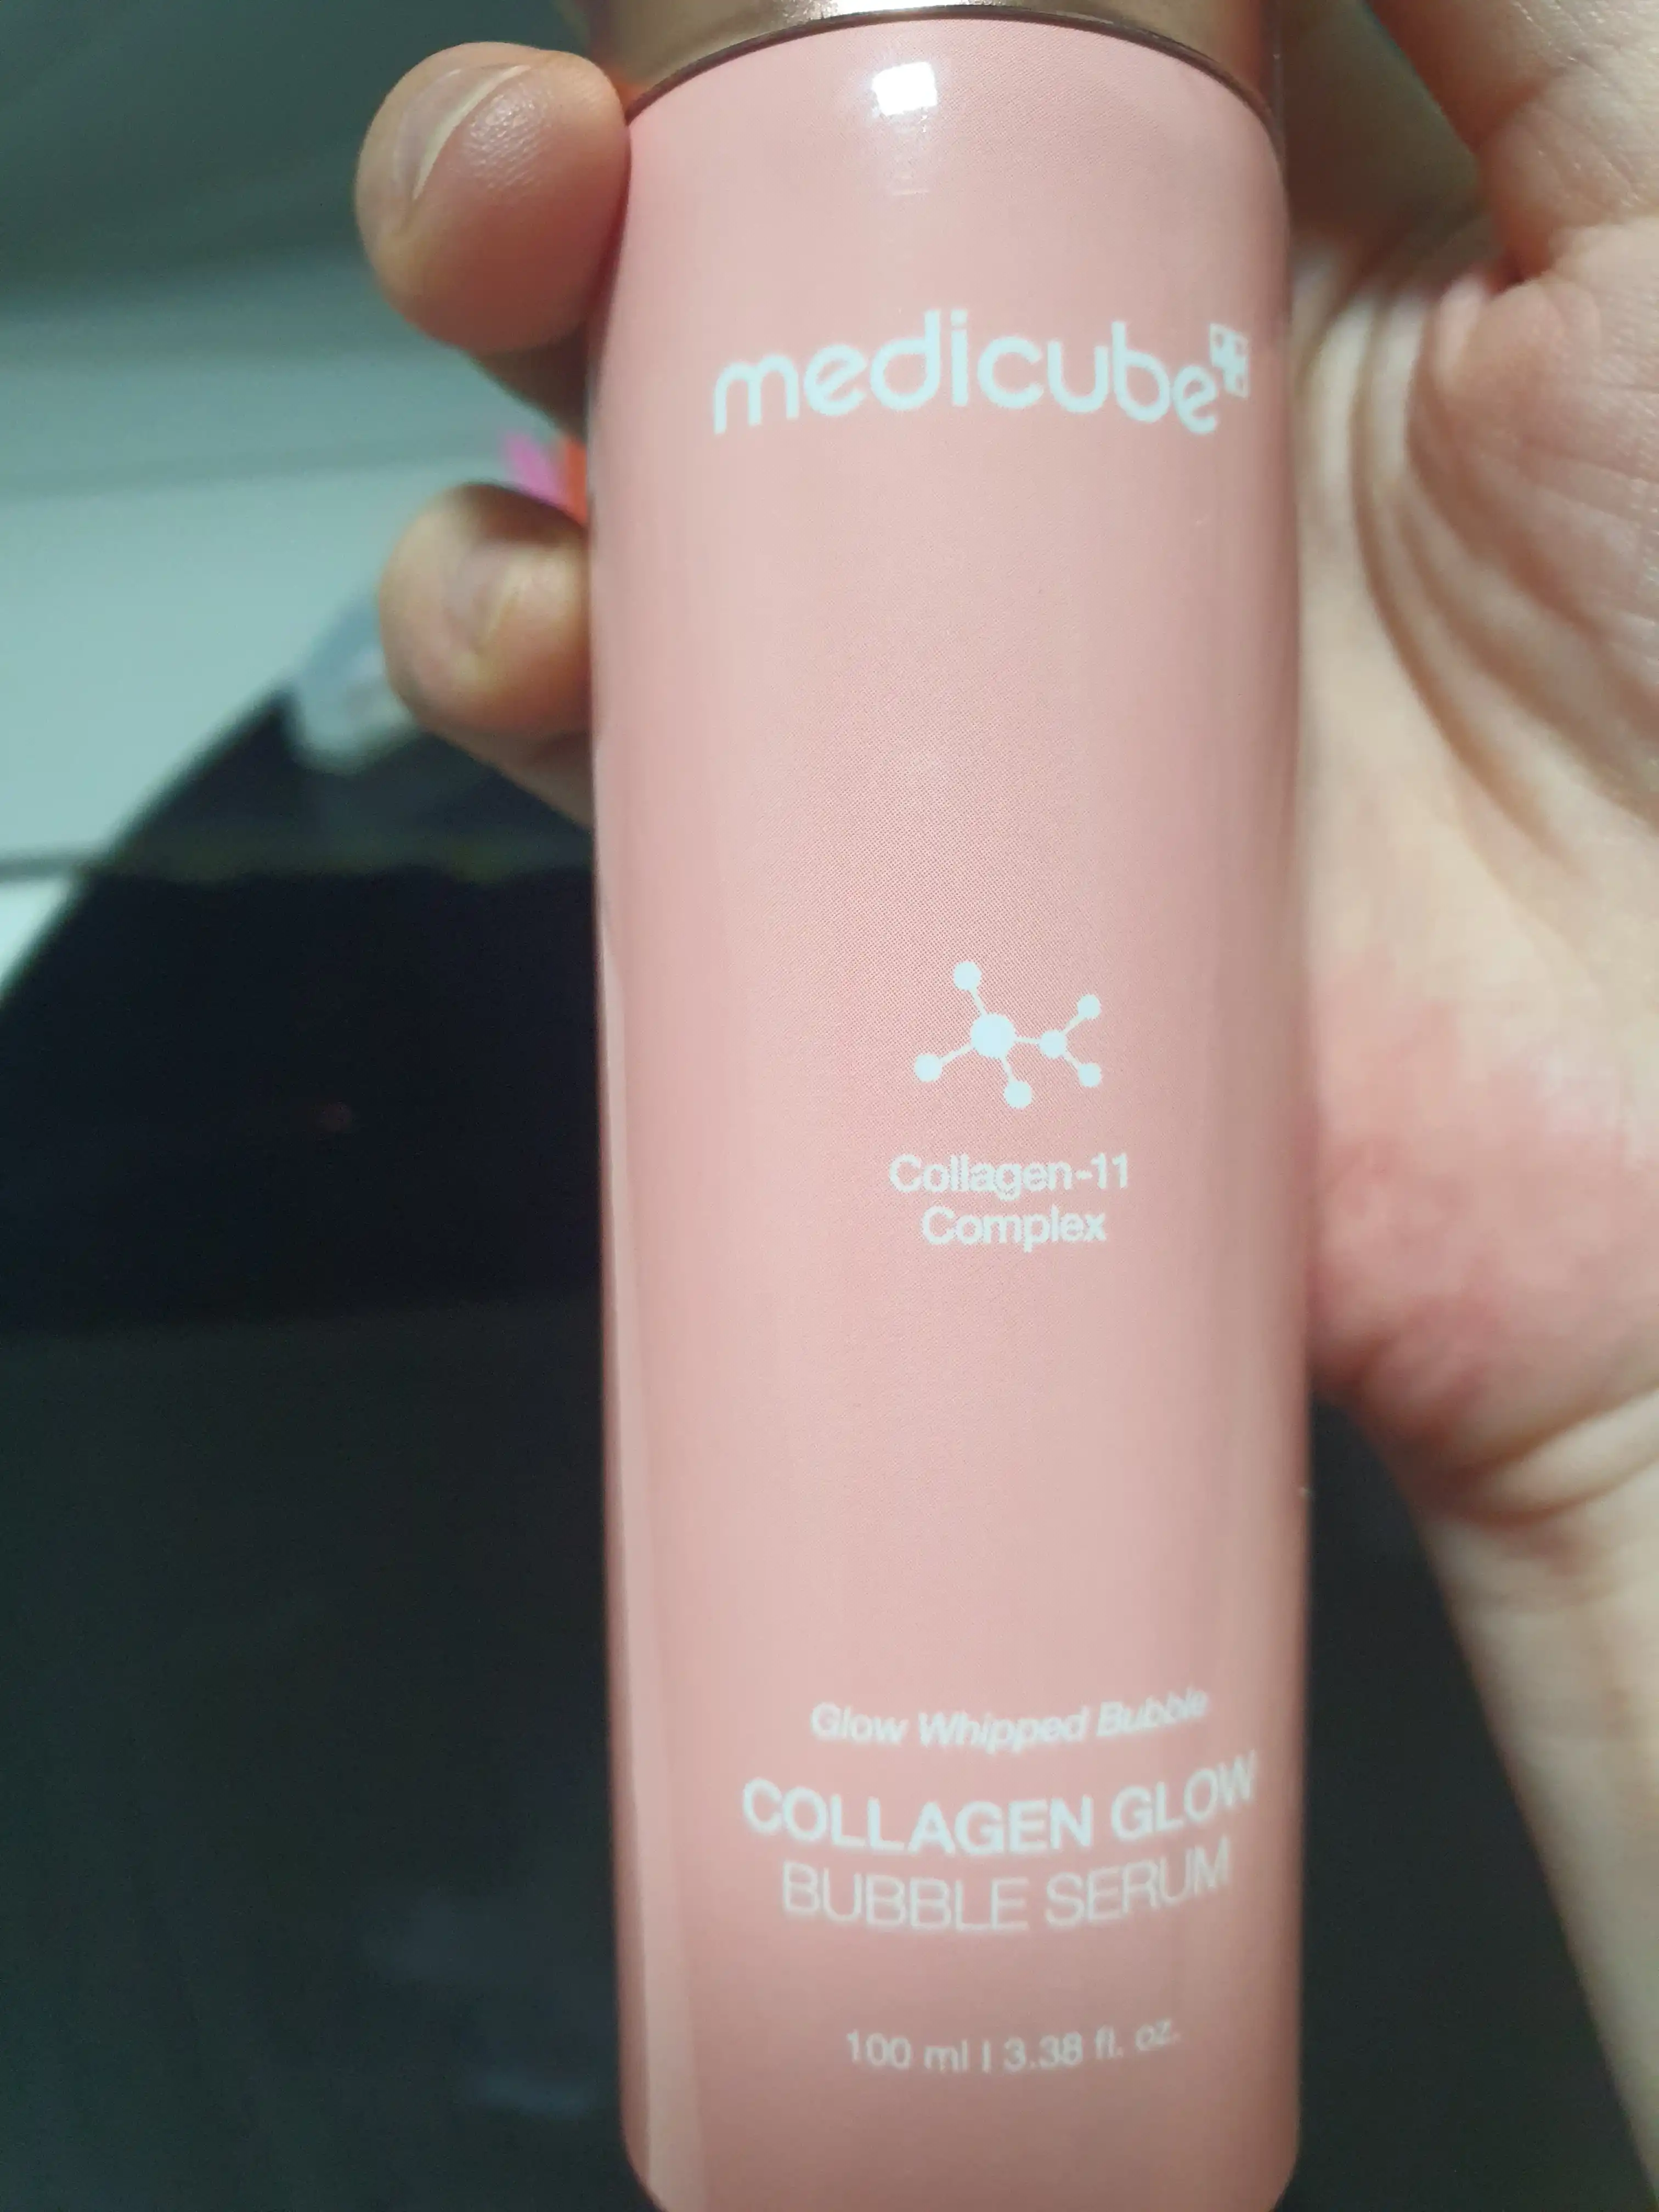 medicube
Collagen-11
Complex
Glow Whipped Bubble
COLLAGEN GLOW
BUBBLE SERUM
100 ml | 3.38 fl. oz.